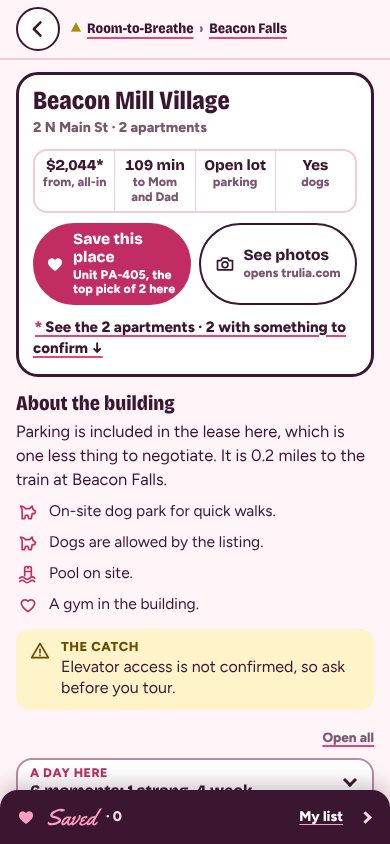 Room-to-Breathe › Beacon Falls
Beacon Mill Village
2 N Main St · 2 apartments
$2,044*
from, all-in
109 min
to Mom
and Dad
Open lot
parking
Yes
dogs
Save this
place
Unit PA-405, the
top pick of 2 here
See photos
opens trulia.com
* See the 2 apartments · 2 with something to
confirm ↓
About the building
Parking is included in the lease here, which is
one less thing to negotiate. It is 0.2 miles to the
train at Beacon Falls.
On-site dog park for quick walks.
Dogs are allowed by the listing.
Pool on site.
A gym in the building.
THE CATCH
Elevator access is not confirmed, so ask
before you tour.
Open all
A DAY HERE
6 moments: 1 strong, 4 weak
Saved · 0
My list